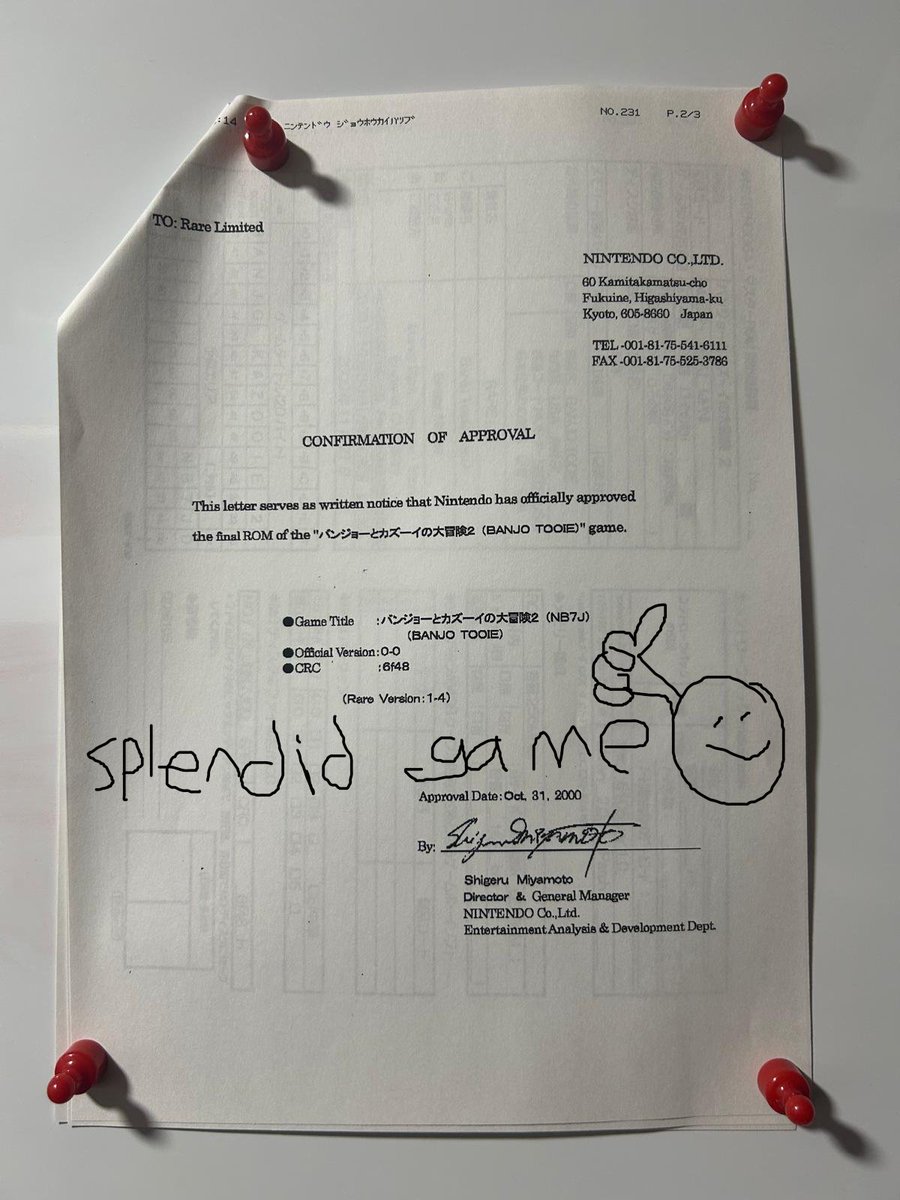 :14 ﾆﾝﾃﾝﾄﾞｳ ｼﾞｮｳﾎｳｶｲﾊﾂﾌﾞ NO.231 P.2/3
TO: Rare Limited
NINTENDO CO.,LTD.
60 Kamitakamatsu-cho
Fukuine, Higashiyama-ku
Kyoto, 605-8660 Japan
TEL -001-81-75-541-6111
FAX -001-81-75-525-3786
CONFIRMATION OF APPROVAL
This letter serves as written notice that Nintendo has officially approved
the final ROM of the "バンジョーとカズーイの大冒険2 (BANJO TOOIE)" game.
●Game Title :バンジョーとカズーイの大冒険2 (NB7J)
(BANJO TOOIE)
●Official Version:0-0
●CRC :6f48
(Rare Version:1-4)
splendid game
Approval Date:Oct. 31, 2000
By: Shigeru Miyamoto
Shigeru Miyamoto
Director & General Manager
NINTENDO Co.,Ltd.
Entertainment Analysis & Development Dept.